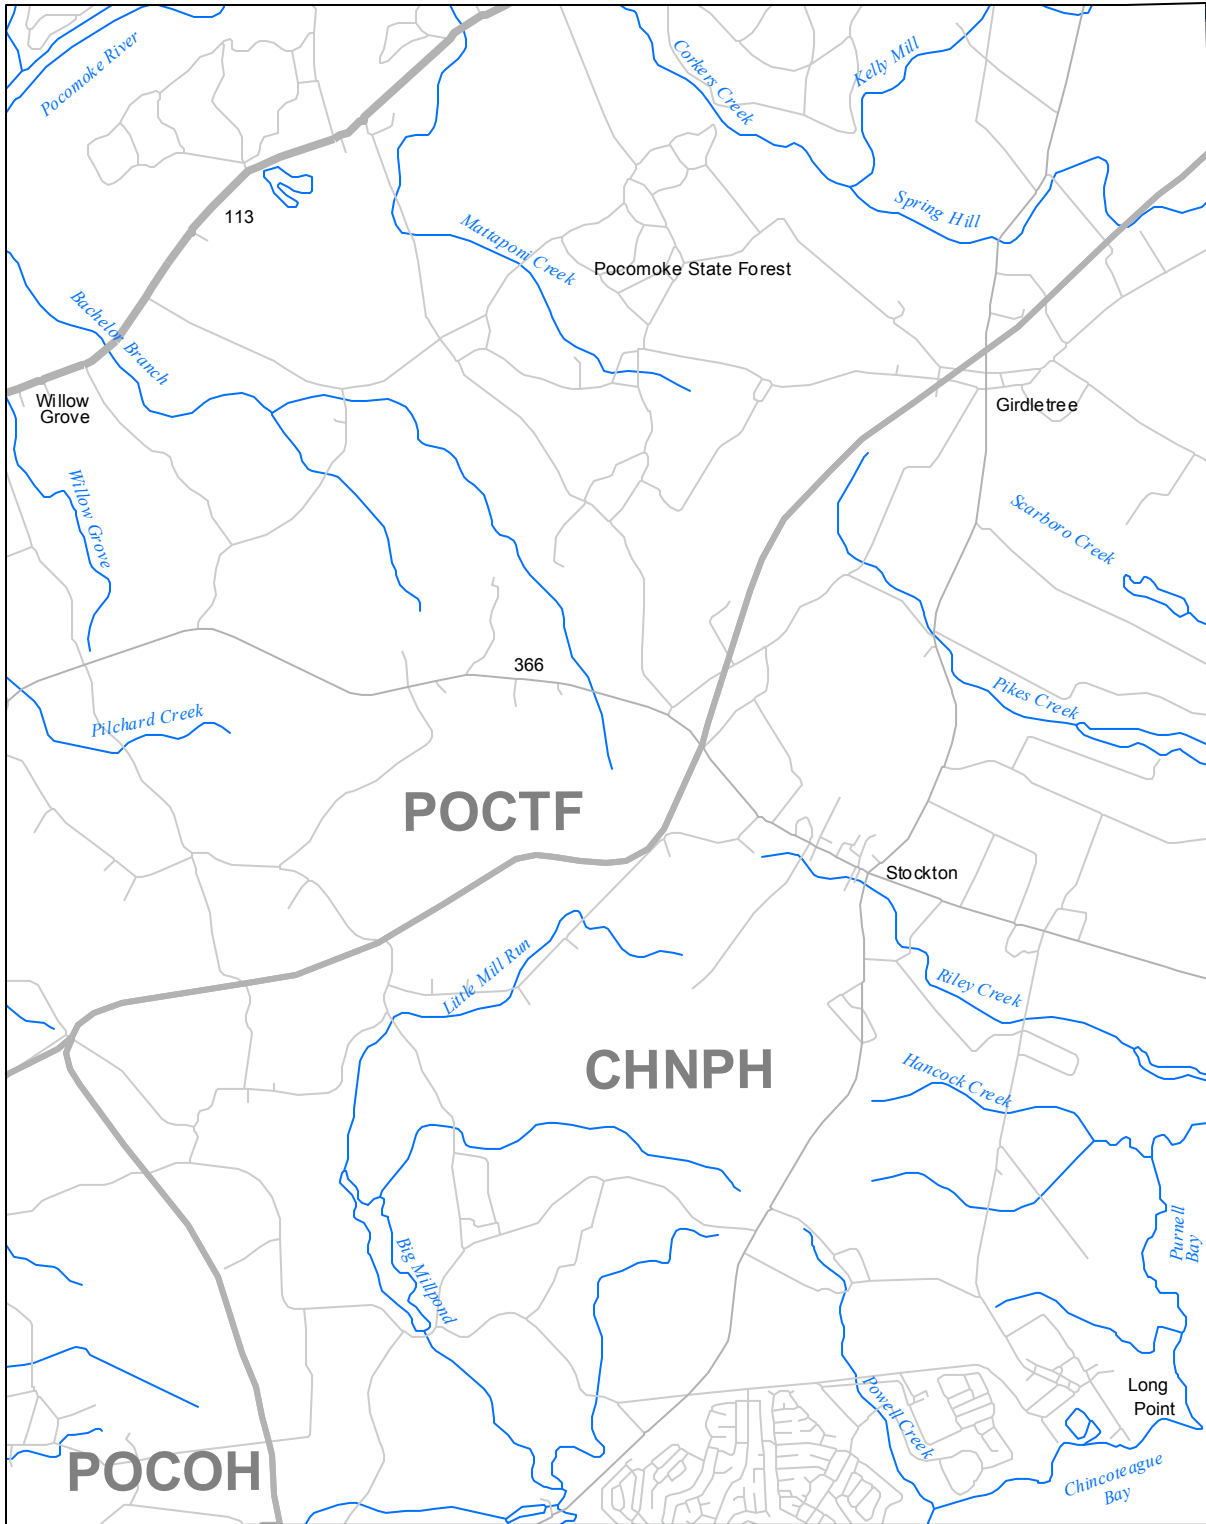 Pocomoke River
Corkers Creek
Kelly Mill
113
Spring Hill
Mattaponi Creek
Pocomoke State Forest
Bachelor Branch
Willow
Grove
Girdletree
Willow Grove
Scarboro Creek
366
Pikes Creek
Pilchard Creek
POCTF
Stockton
Little Mill Run
Riley Creek
CHNPH
Hancock Creek
Purnell
Bay
Big Millpond
Long
Point
Powell Creek
POCOH
Chincoteague
Bay